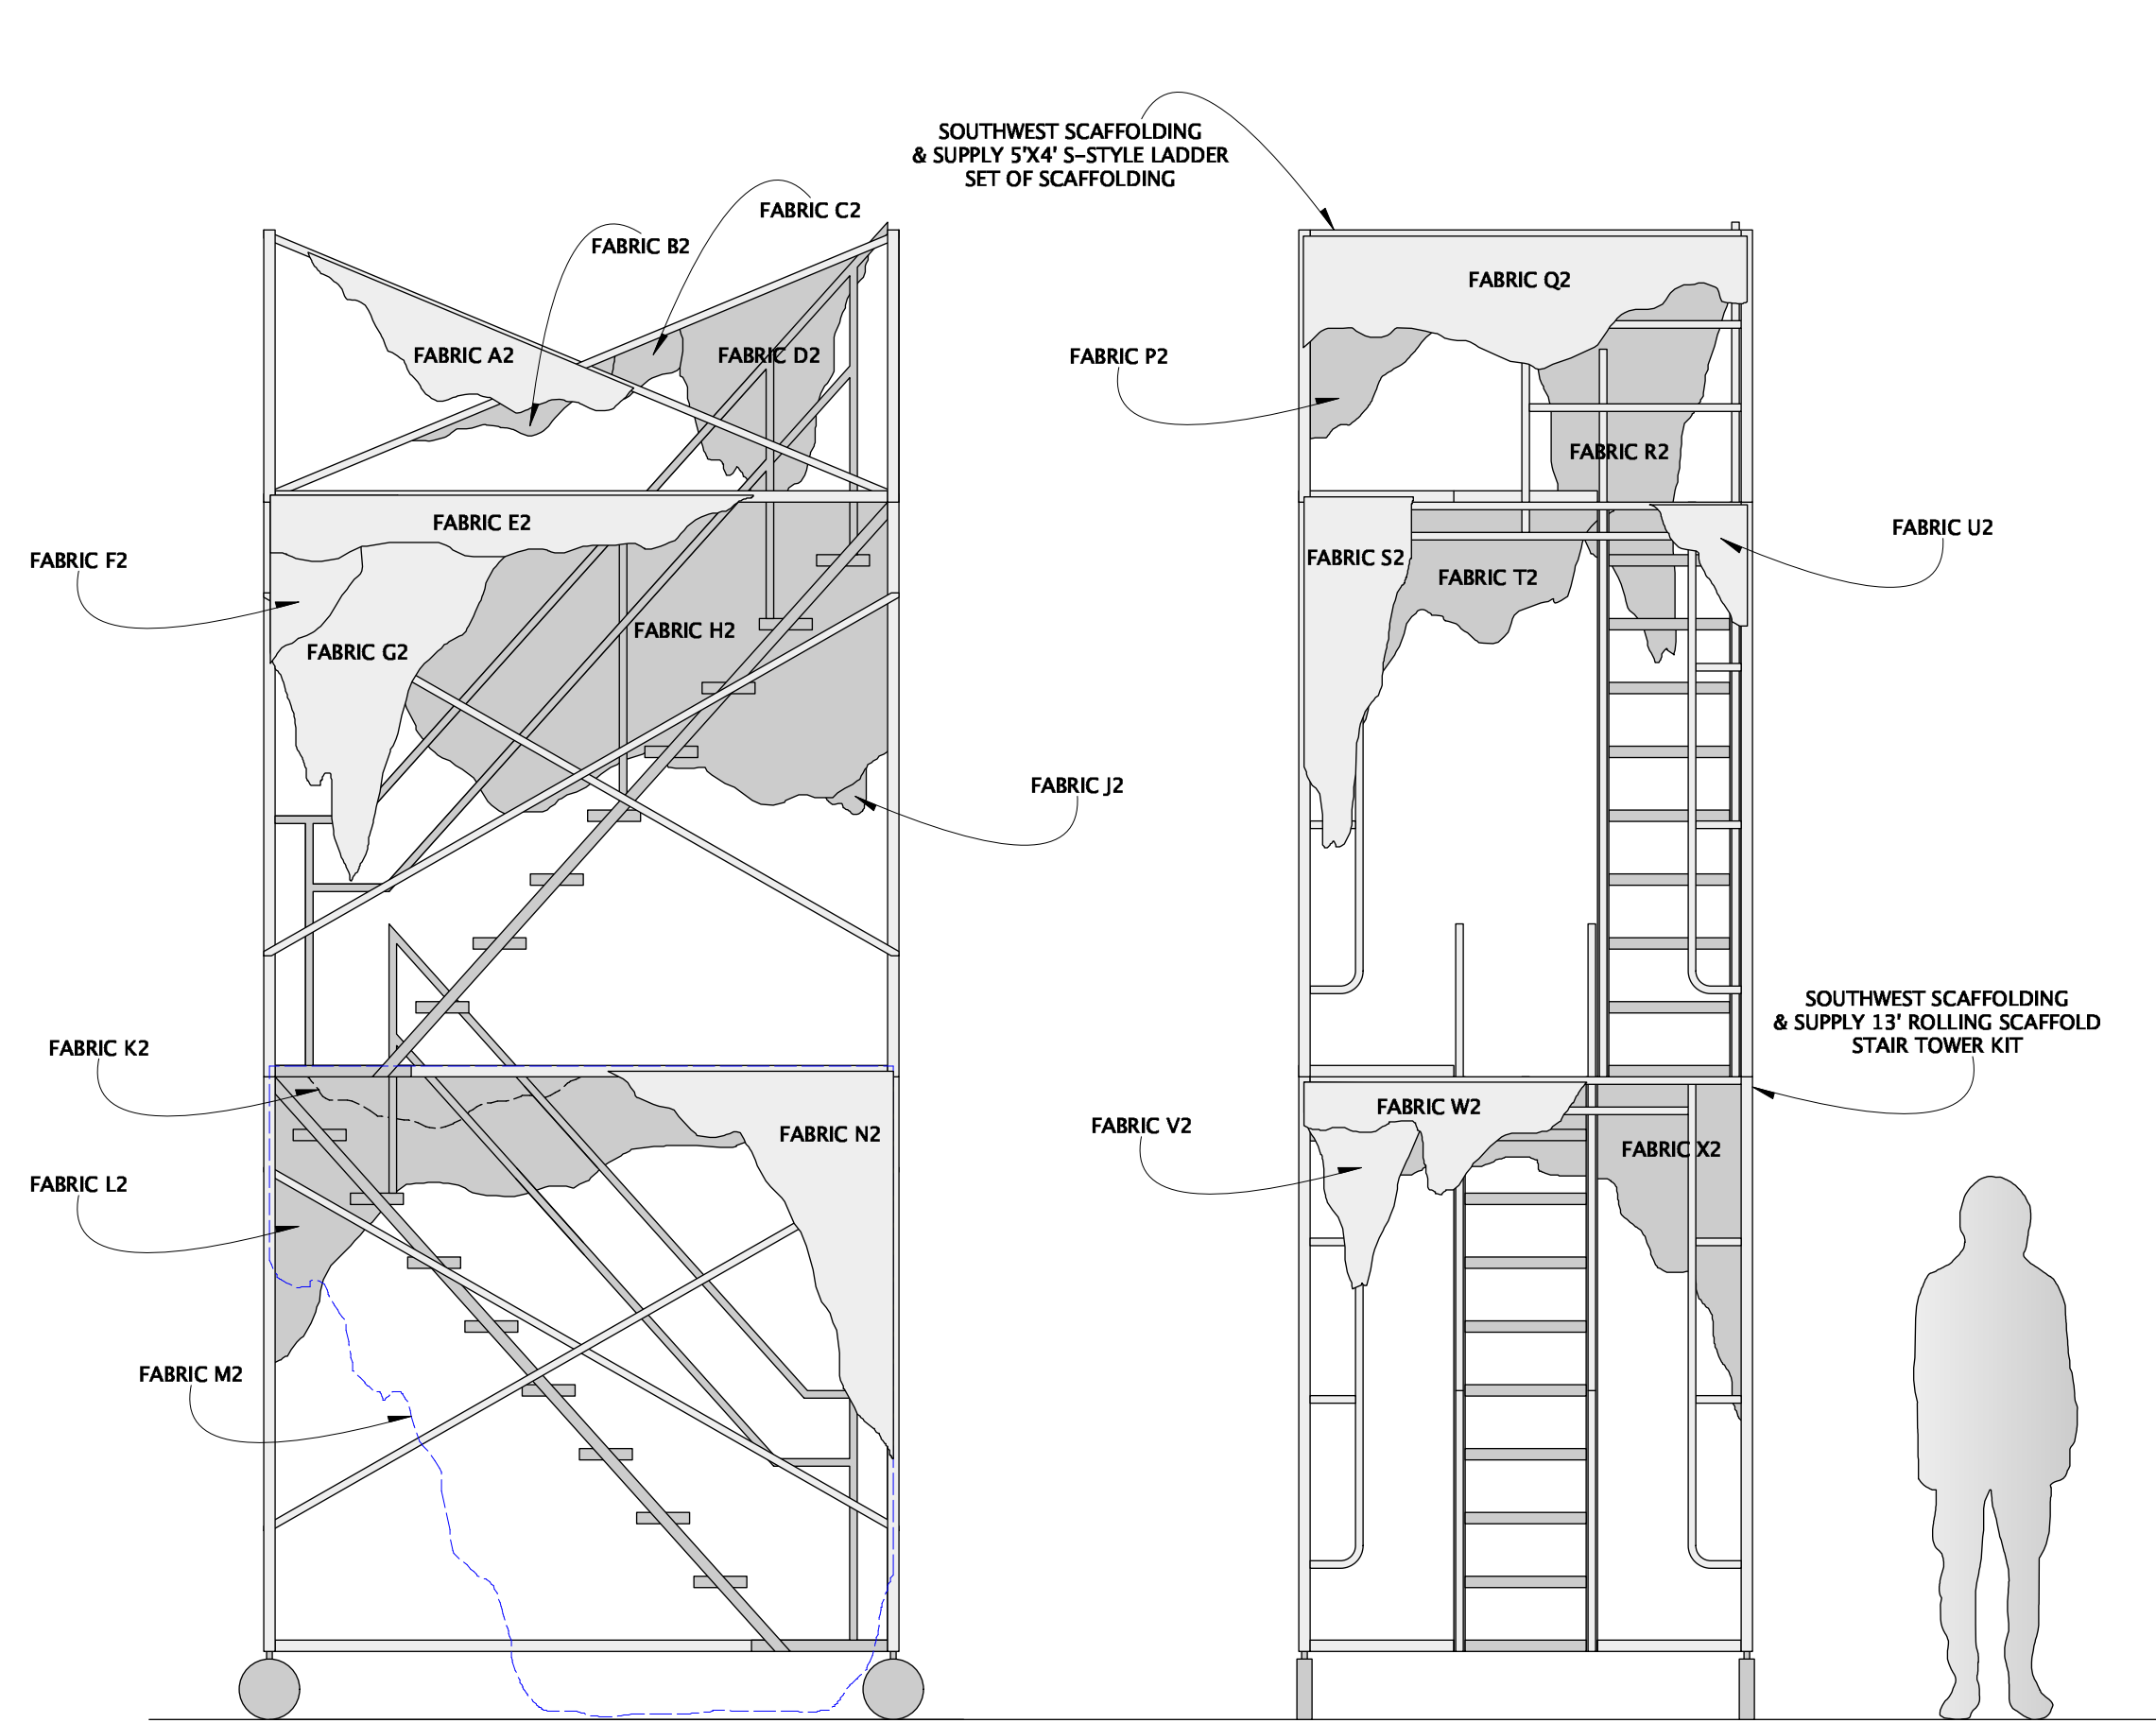 SOUTHWEST SCAFFOLDING
& SUPPLY 5'X4' S-STYLE LADDER
SET OF SCAFFOLDING
FABRIC C2
FABRIC B2
FABRIC Q2
FABRIC A2
FABRIC D2
FABRIC P2
FABRIC R2
FABRIC E2
FABRIC U2
FABRIC F2
FABRIC S2
FABRIC T2
FABRIC H2
FABRIC G2
FABRIC J2
SOUTHWEST SCAFFOLDING
& SUPPLY 13' ROLLING SCAFFOLD
STAIR TOWER KIT
FABRIC K2
FABRIC W2
FABRIC V2
FABRIC N2
FABRIC X2
FABRIC L2
FABRIC M2